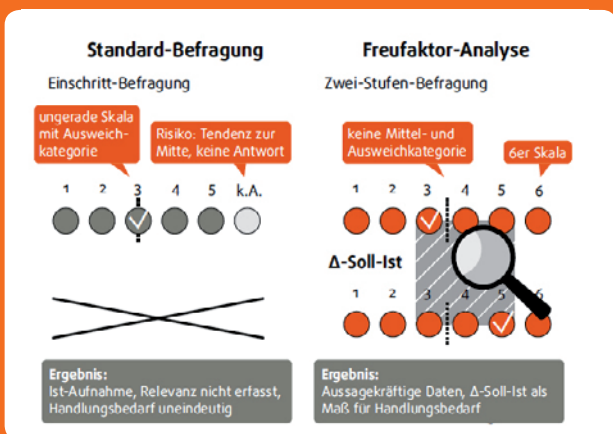 Standard-Befragung
Einschritt-Befragung
ungerade Skala
mit Ausweich-
kategorie
Risiko: Tendenz zur
Mitte, keine Antwort
1 2 3 4 5 k.A.
Ergebnis:
Ist-Aufnahme, Relevanz nicht erfasst,
Handlungsbedarf uneindeutig
Freufaktor-Analyse
Zwei-Stufen-Befragung
keine Mittel- und
Ausweichkategorie
6er Skala
1 2 3 4 5 6
Δ-Soll-Ist
1 2 3 4 5 6
Ergebnis:
Aussagekräftige Daten, Δ-Soll-Ist als
Maß für Handlungsbedarf